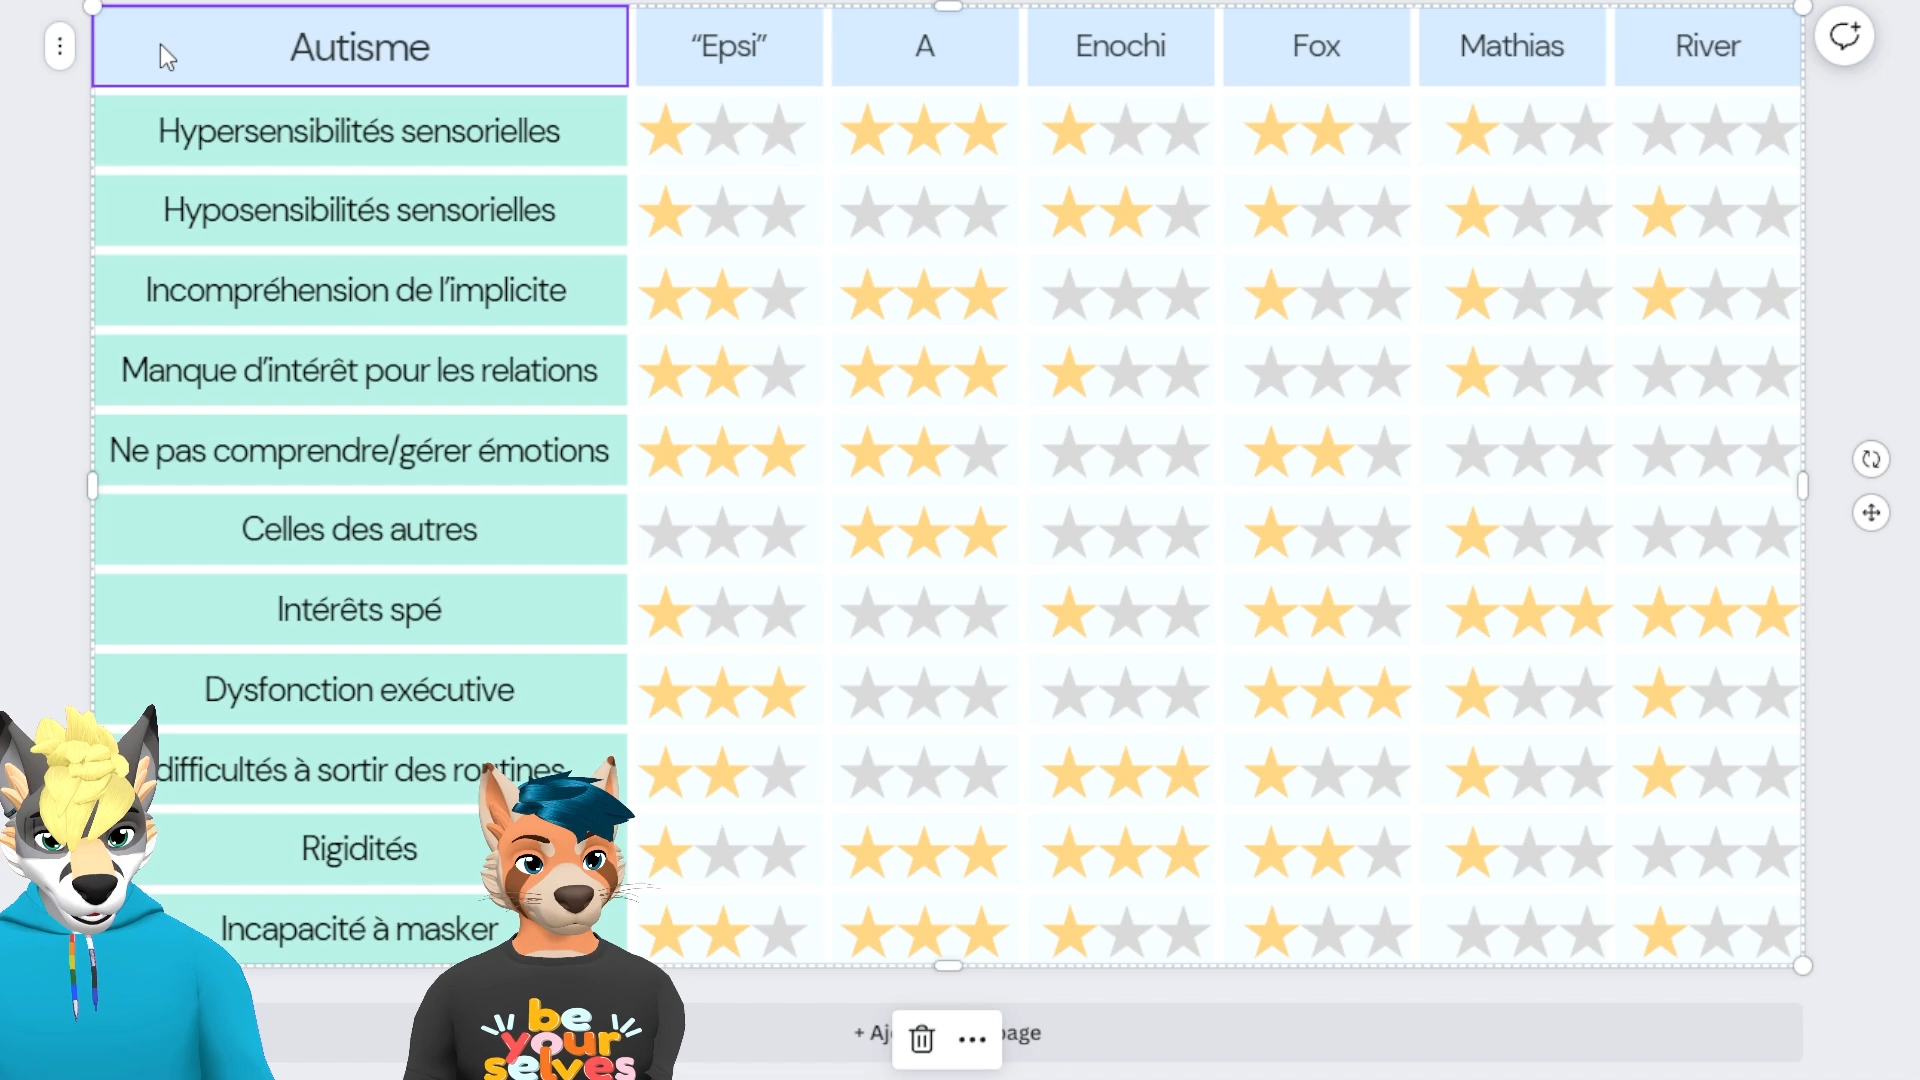 Autisme “Epsi” A Enochi Fox Mathias River
Hypersensibilités sensorielles
Hyposensibilités sensorielles
Incompréhension de l’implicite
Manque d’intérêt pour les relations
Ne pas comprendre/gérer émotions
Celles des autres
Intérêts spé
Dysfonction exécutive
difficultés à sortir des routines
Rigidités
Incapacité à masker
be
your
selves
+ page